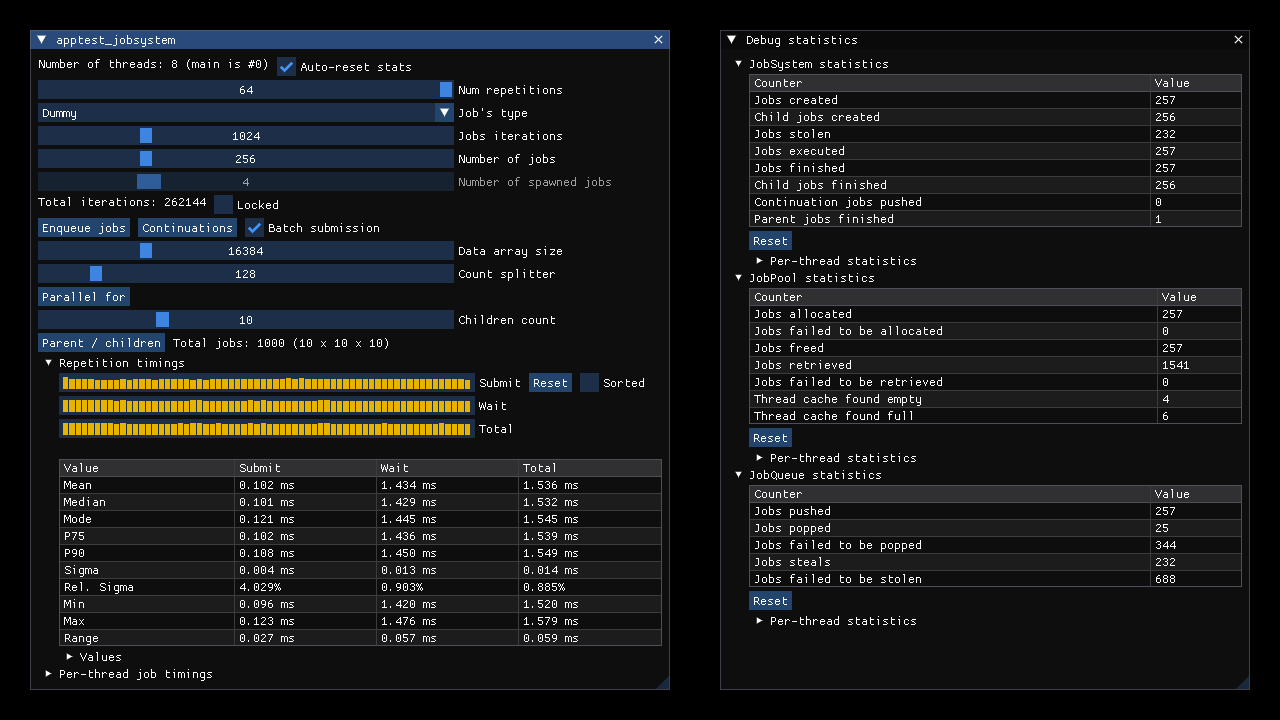 apptest_jobsystem
Number of threads: 8 (main is #0) Auto-reset stats
64 Num repetitions
Dummy Job's type
1024 Jobs iterations
256 Number of jobs
4 Number of spawned jobs
Total iterations: 262144 Locked
Enqueue jobs Continuations Batch submission
16384 Data array size
128 Count splitter
Parallel for
10 Children count
Parent / children Total jobs: 1000 (10 x 10 x 10)
Repetition timings
Submit Reset Sorted
Wait
Total
Value Submit Wait Total
Mean 0.102 ms 1.434 ms 1.536 ms
Median 0.101 ms 1.429 ms 1.532 ms
Mode 0.121 ms 1.445 ms 1.545 ms
P75 0.102 ms 1.436 ms 1.539 ms
P90 0.108 ms 1.450 ms 1.549 ms
Sigma 0.004 ms 0.013 ms 0.014 ms
Rel. Sigma 4.029% 0.903% 0.885%
Min 0.096 ms 1.420 ms 1.520 ms
Max 0.123 ms 1.476 ms 1.579 ms
Range 0.027 ms 0.057 ms 0.059 ms
Values
Per-thread job timings
Debug statistics
JobSystem statistics
Counter Value
Jobs created 257
Child jobs created 256
Jobs stolen 232
Jobs executed 257
Jobs finished 257
Child jobs finished 256
Continuation jobs pushed 0
Parent jobs finished 1
Reset
Per-thread statistics
JobPool statistics
Counter Value
Jobs allocated 257
Jobs failed to be allocated 0
Jobs freed 257
Jobs retrieved 1541
Jobs failed to be retrieved 0
Thread cache found empty 4
Thread cache found full 6
Reset
Per-thread statistics
JobQueue statistics
Counter Value
Jobs pushed 257
Jobs popped 25
Jobs failed to be popped 344
Jobs steals 232
Jobs failed to be stolen 688
Reset
Per-thread statistics